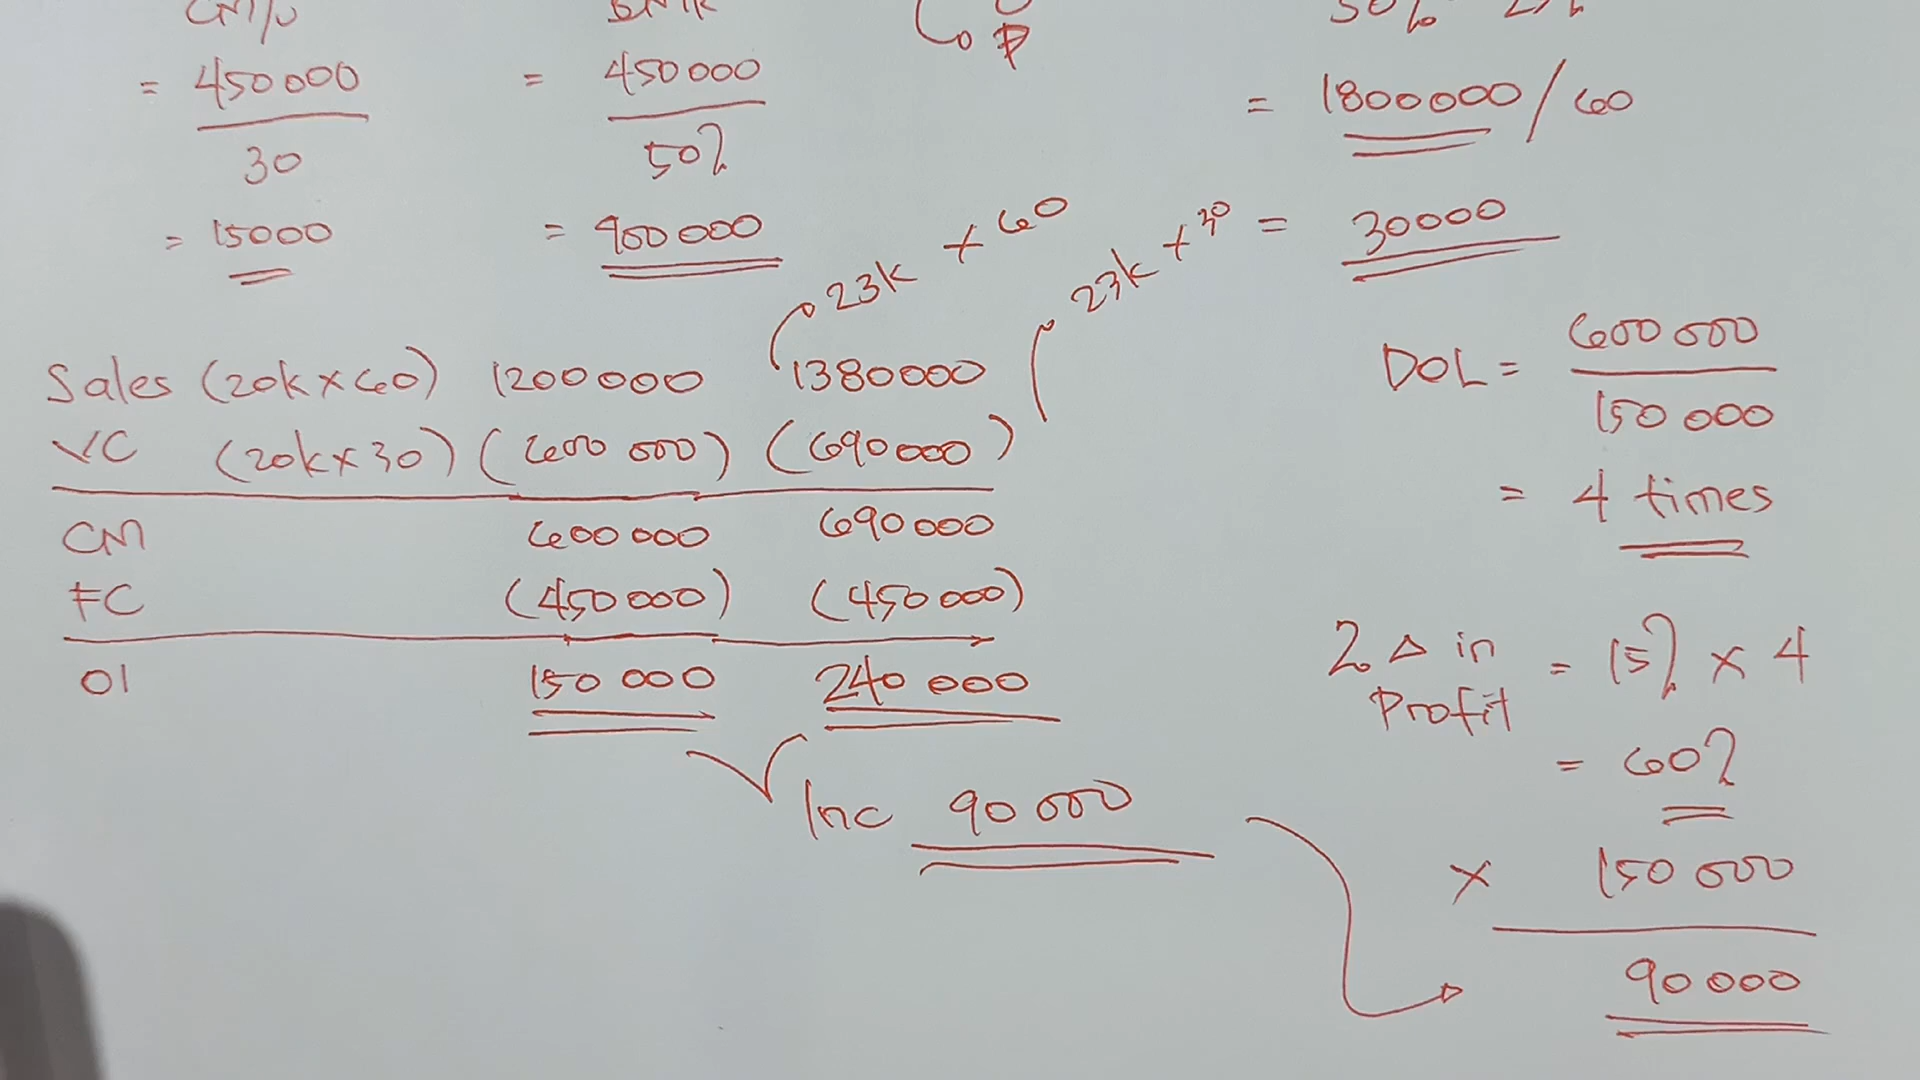 = 450000
30
= 15000
= 450000
50%
= 900000
P
= 1800000 / 60
= 30000
23k × 60
23k × 30
Sales (20k×60) 1200000 1380000
VC (20k×30) (600000) (690000)
CM 600000 690000
FC (450000) (450000)
OI 150000 240000
Inc 90000
DOL = 600000
150000
= 4 times
% Δ in Profit = 15% × 4
= 60%
× 150000
90000